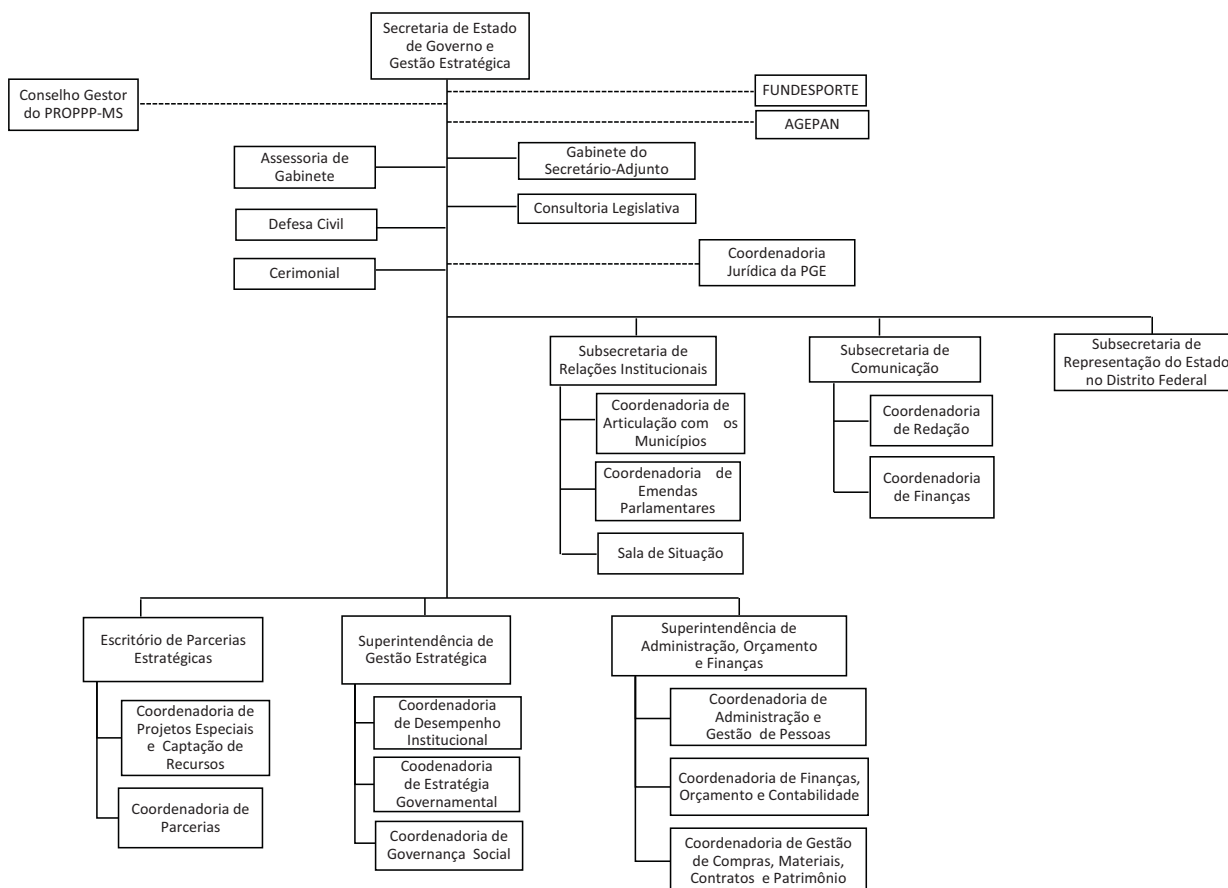 Secretaria de Estado
de Governo e
Gestão Estratégica
Conselho Gestor
do PROPPP-MS
FUNDESPORTE
AGEPAN
Assessoria de
Gabinete
Gabinete do
Secretário-Adjunto
Defesa Civil
Consultoria Legislativa
Cerimonial
Coordenadoria
Jurídica da PGE
Subsecretaria de
Relações Institucionais
Coordenadoria de
Articulação com os
Municípios
Coordenadoria de
Emendas
Parlamentares
Sala de Situação
Subsecretaria de
Comunicação
Coordenadoria
de Redação
Coordenadoria
de Finanças
Subsecretaria de
Representação do Estado
no Distrito Federal
Escritório de Parcerias
Estratégicas
Coordenadoria de
Projetos Especiais
e Captação de
Recursos
Coordenadoria de
Parcerias
Superintendência de
Gestão Estratégica
Coordenadoria
de Desempenho
Institucional
Coodenadoria
de Estratégia
Governamental
Coordenadoria de
Governança Social
Superintendência de
Administração, Orçamento
e Finanças
Coordenadoria de
Administração e
Gestão de Pessoas
Coordenadoria de Finanças,
Orçamento e Contabilidade
Coordenadoria de Gestão
de Compras, Materiais,
Contratos e Patrimônio